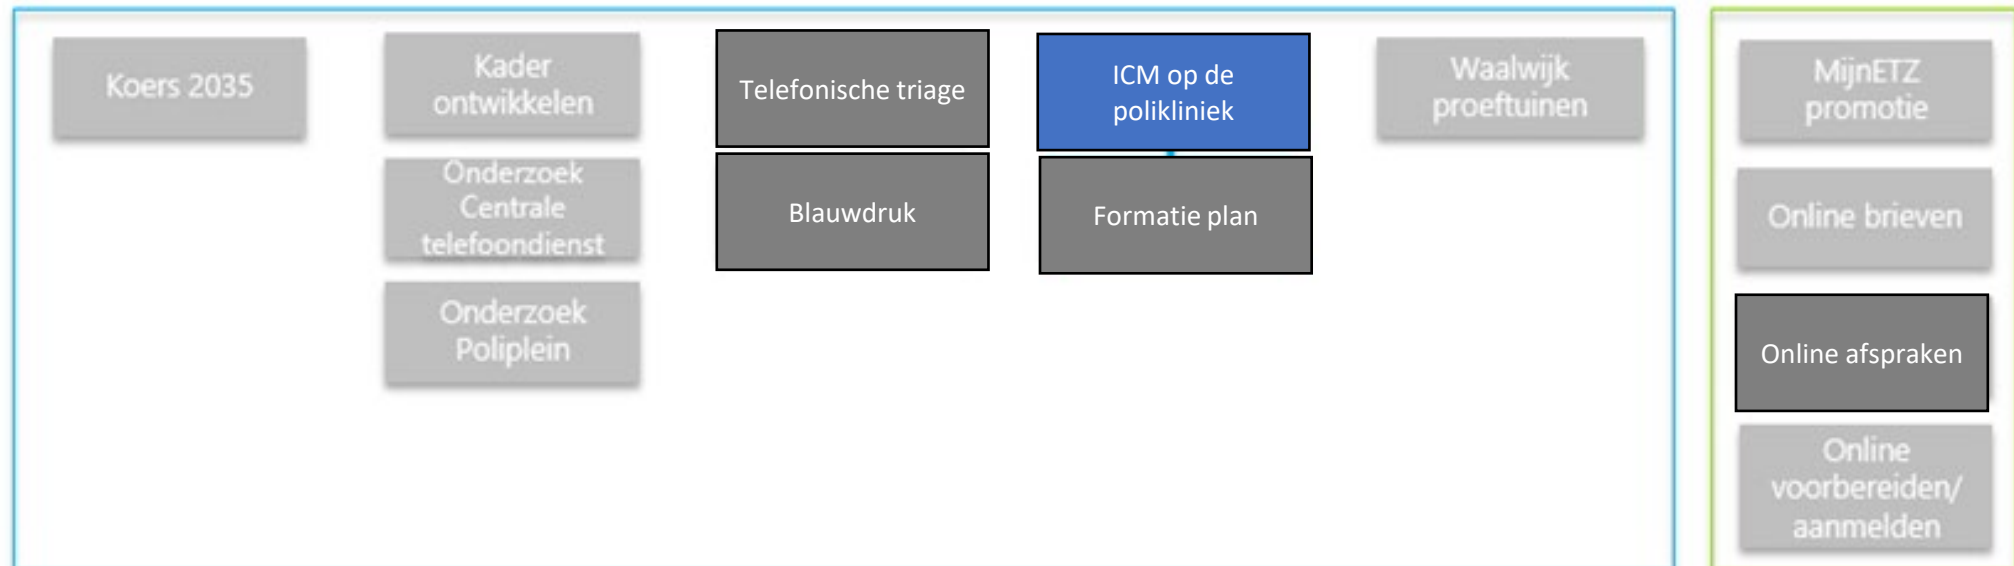 Koers 2035
Kader
ontwikkelen
Onderzoek
Centrale
telefoondienst
Onderzoek
Poliplein
Telefonische triage
Blauwdruk
ICM op de
polikliniek
Formatie plan
Waalwijk
proeftuinen
MijnETZ
promotie
Online brieven
Online afspraken
Online
voorbereiden/
aanmelden